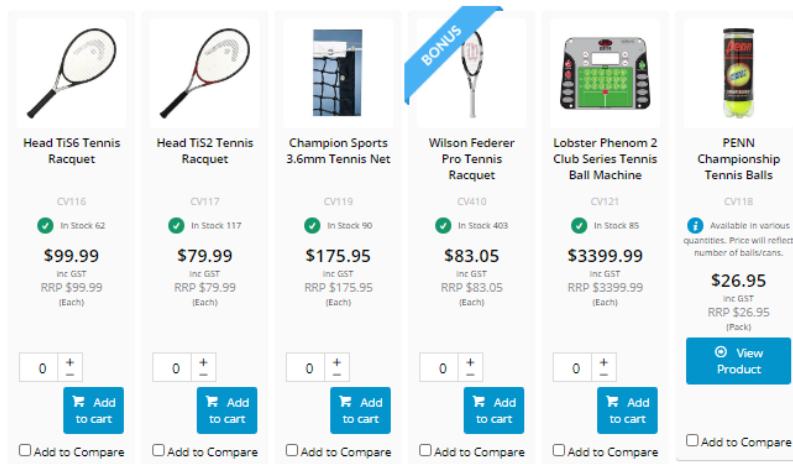 BONUS
Penn
Head TiS6 Tennis
Racquet
CV116
In Stock 62
$99.99
inc GST
RRP $99.99
(Each)
0 + −
Add
to cart
Add to Compare
Head TiS2 Tennis
Racquet
CV117
In Stock 117
$79.99
inc GST
RRP $79.99
(Each)
0 + −
Add
to cart
Add to Compare
Champion Sports
3.6mm Tennis Net
CV119
In Stock 90
$175.95
inc GST
RRP $175.95
(Each)
0 + −
Add
to cart
Add to Compare
Wilson Federer
Pro Tennis
Racquet
CV410
In Stock 403
$83.05
inc GST
RRP $83.05
(Each)
0 + −
Add
to cart
Add to Compare
Lobster Phenom 2
Club Series Tennis
Ball Machine
CV121
In Stock 85
$3399.99
inc GST
RRP $3399.99
(Each)
0 + −
Add
to cart
Add to Compare
PENN
Championship
Tennis Balls
CV118
Available in various
quantities. Price will reflect
number of balls/cans.
$26.95
inc GST
RRP $26.95
(Pack)
View
Product
Add to Compare